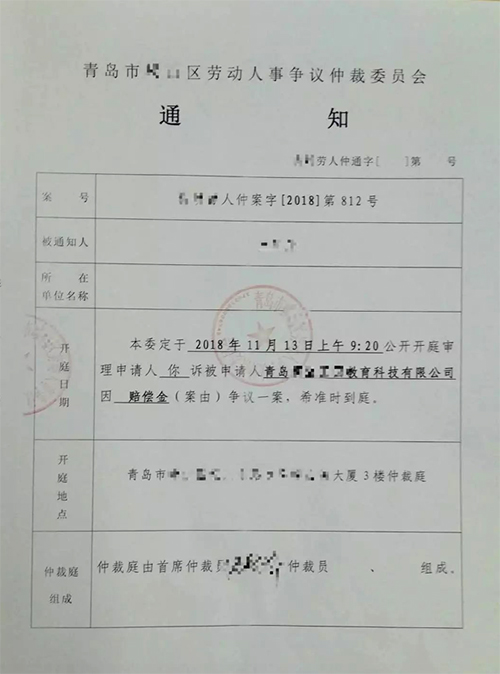 青岛市 区劳动人事争议仲裁委员会
通 知
劳人仲通字[ ]第 号
案 号
人仲案字[2018]第812号
被通知人
所 在
单位名称
开庭日期
本委定于 2018年11月13日上午9:20公开开庭审
理申请人 你 诉被申请人青岛 教育科技有限公司
因 赔偿金(案由)争议一案,希准时到庭。
开庭地点
青岛市 大厦3楼仲裁庭
仲裁庭
组成
仲裁庭由首席仲裁员 仲裁员 、 组成。